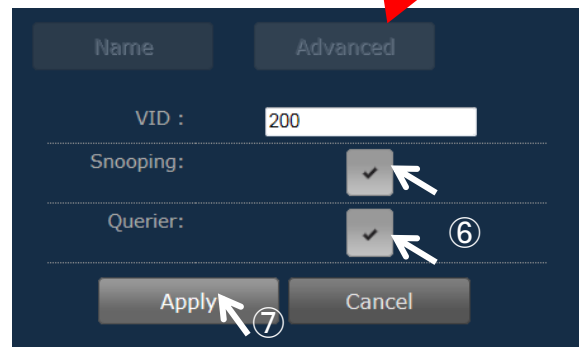 Name Advanced
VID : 200
Snooping:
Querier: ⑥
Apply ⑦ Cancel